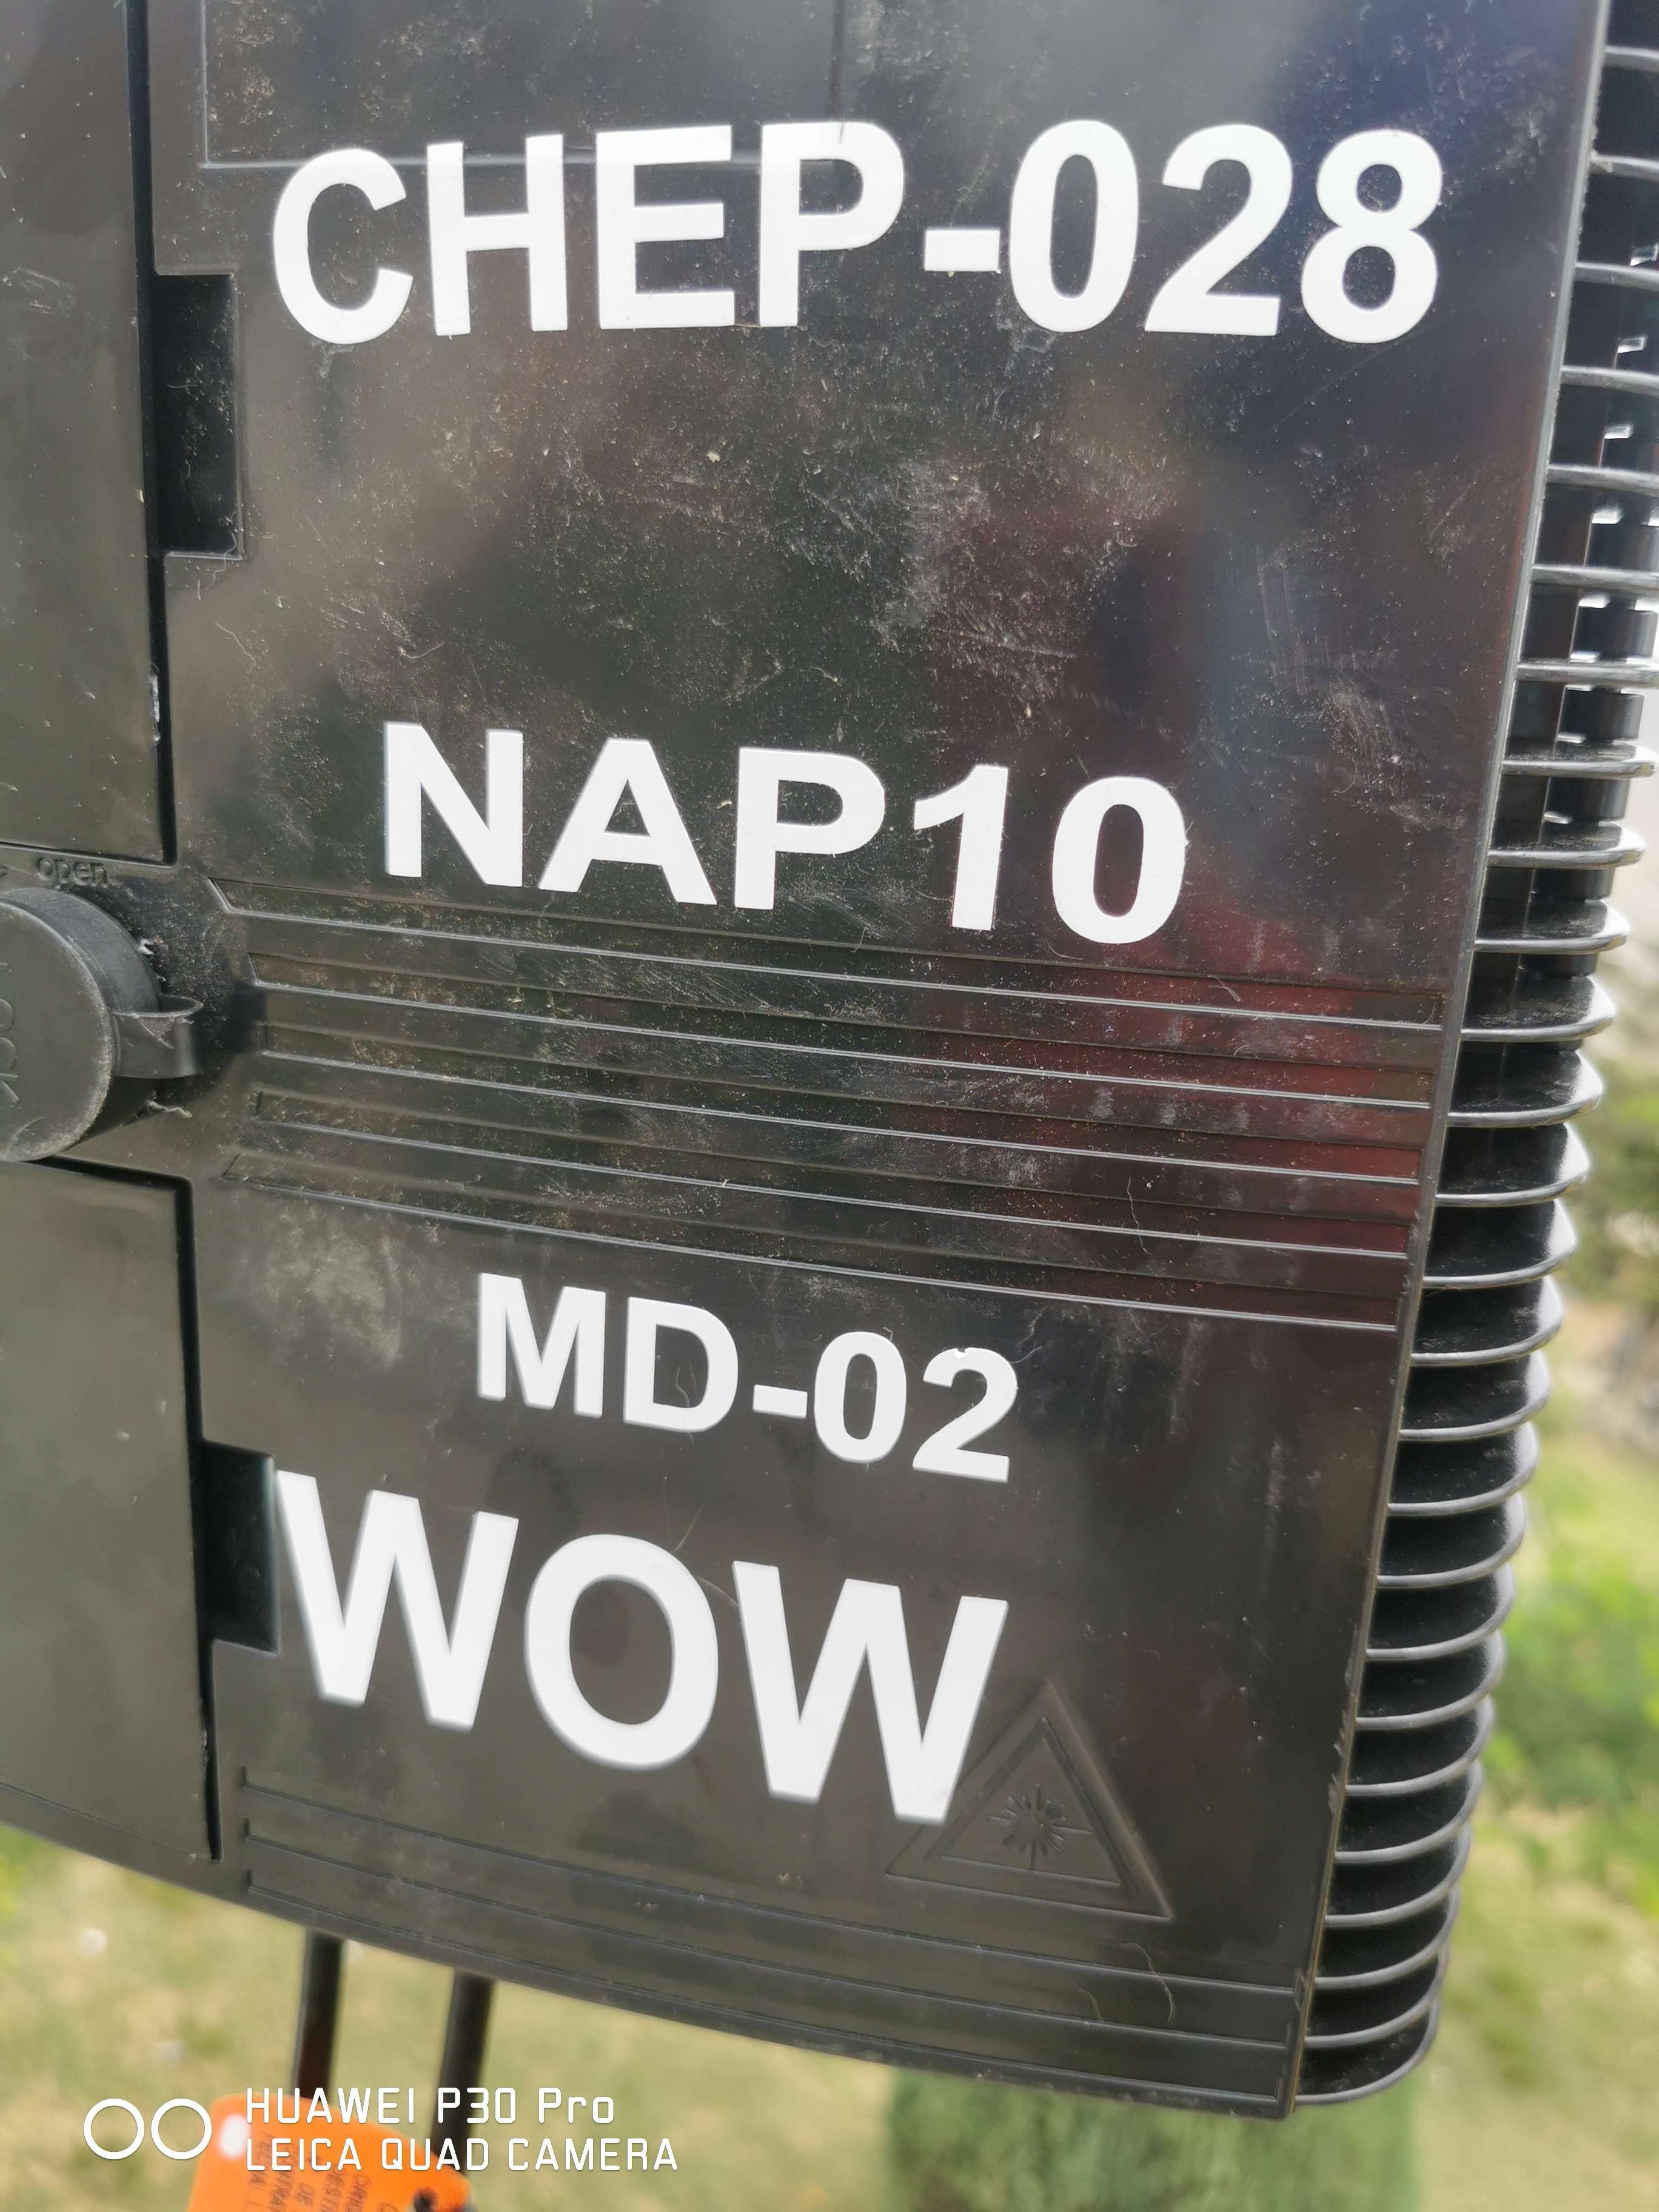 CHEP-028
NAP10
open
MD-02
WOW
HUAWEI P30 Pro
LEICA QUAD CAMERA